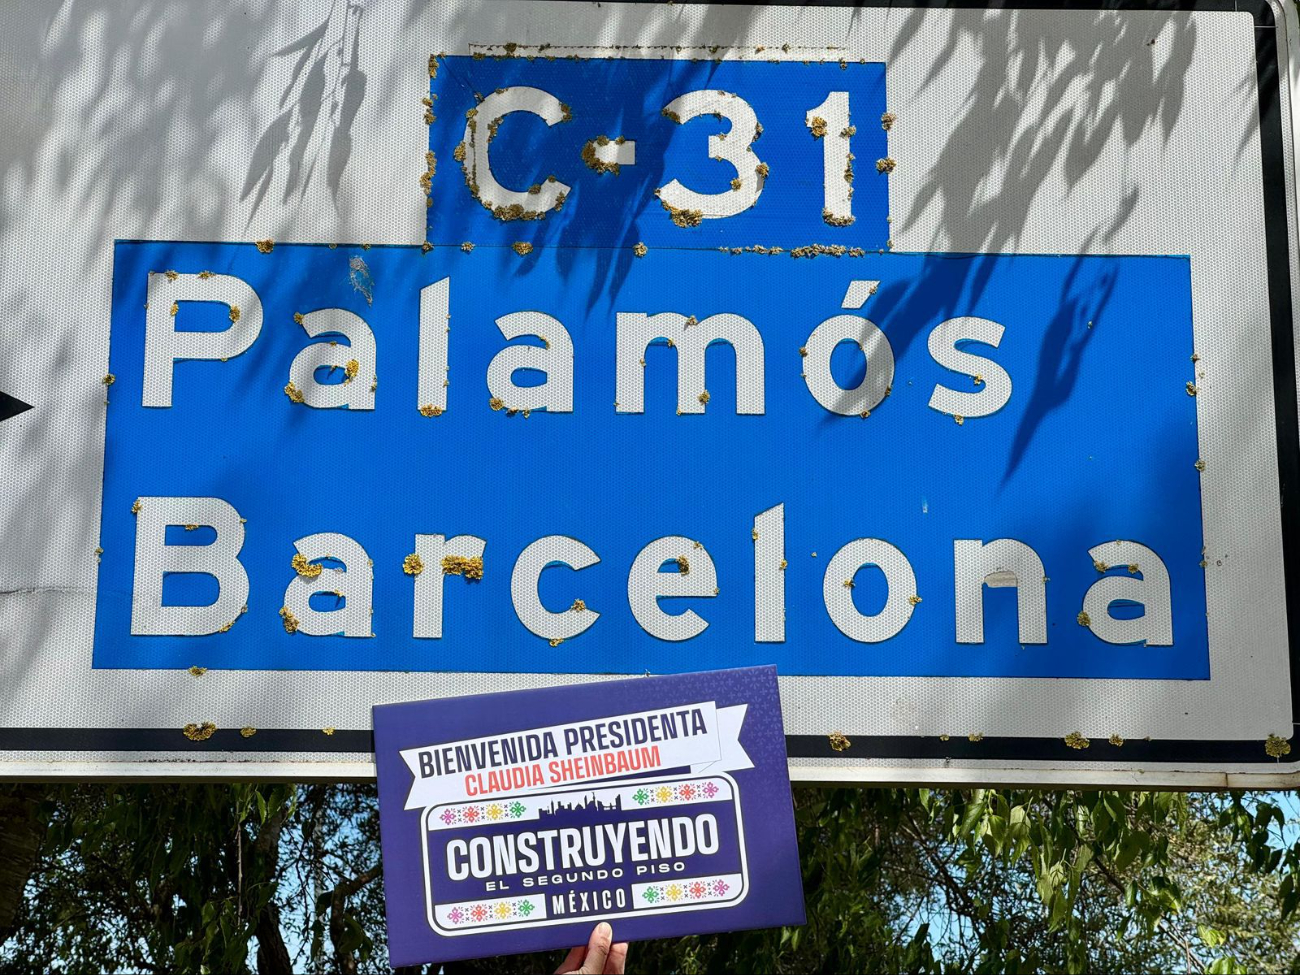 C-31
Palamós
Barcelona
BIENVENIDA PRESIDENTA
CLAUDIA SHEINBAUM
CONSTRUYENDO
EL SEGUNDO PISO
MÉXICO